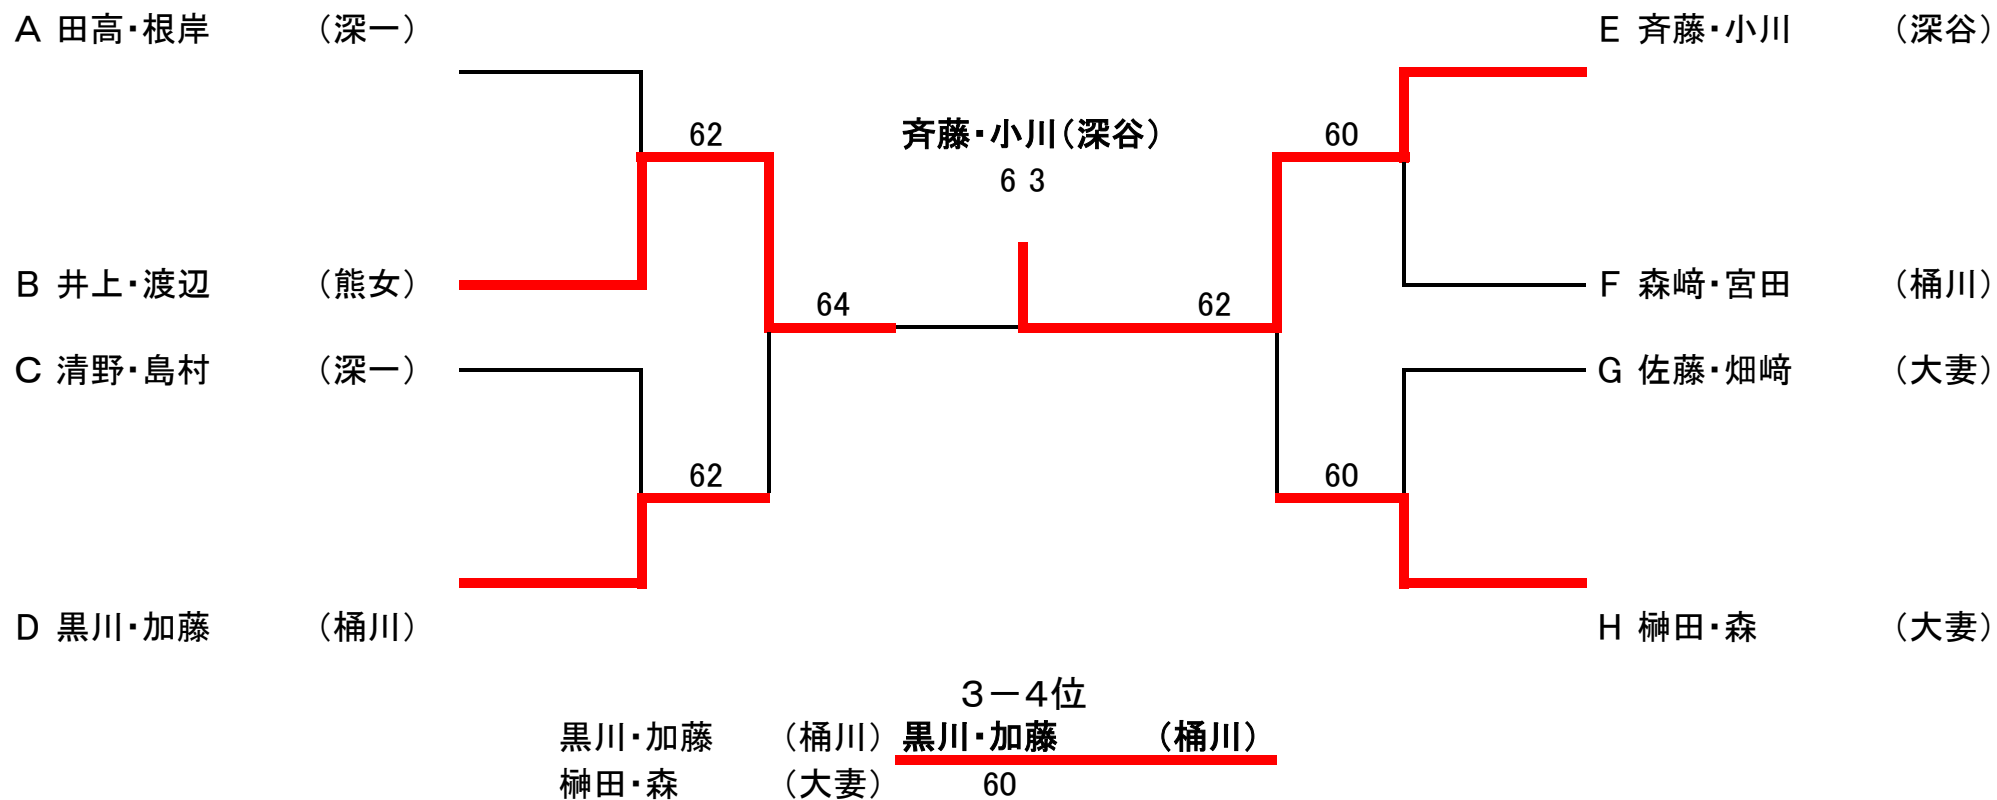 A 田高・根岸 （深一）
E 斉藤・小川 （深谷）
62
斉藤・小川（深谷）
60
6 3
B 井上・渡辺 （熊女）
F 森﨑・宮田 （桶川）
64
62
C 清野・島村 （深一）
G 佐藤・畑﨑 （大妻）
62
60
D 黒川・加藤 （桶川）
H 榊田・森 （大妻）
３－４位
黒川・加藤 （桶川） 黒川・加藤 （桶川）
榊田・森 （大妻） 60